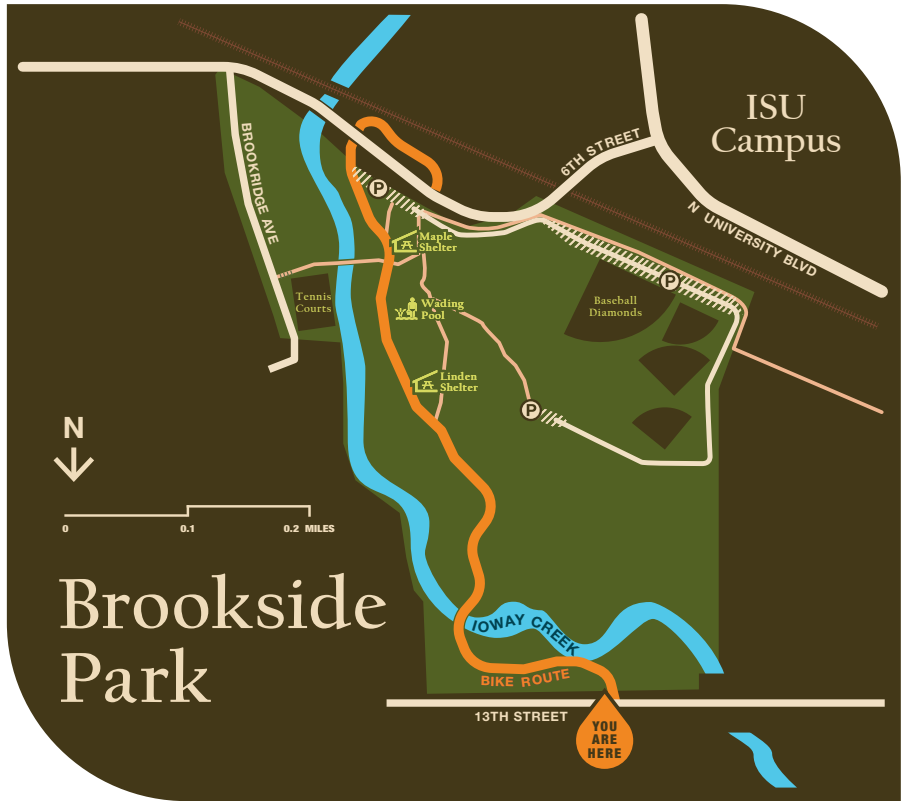 ISU
Campus
6TH STREET
BROOKRIDGE AVE
P
N UNIVERSITY BLVD
Maple
Shelter
P
Tennis
Courts
Wading
Pool
Baseball
Diamonds
Linden
Shelter
P
N
0 0.1 0.2 MILES
Brookside
Park
IOWAY CREEK
BIKE ROUTE
13TH STREET
YOU
ARE
HERE